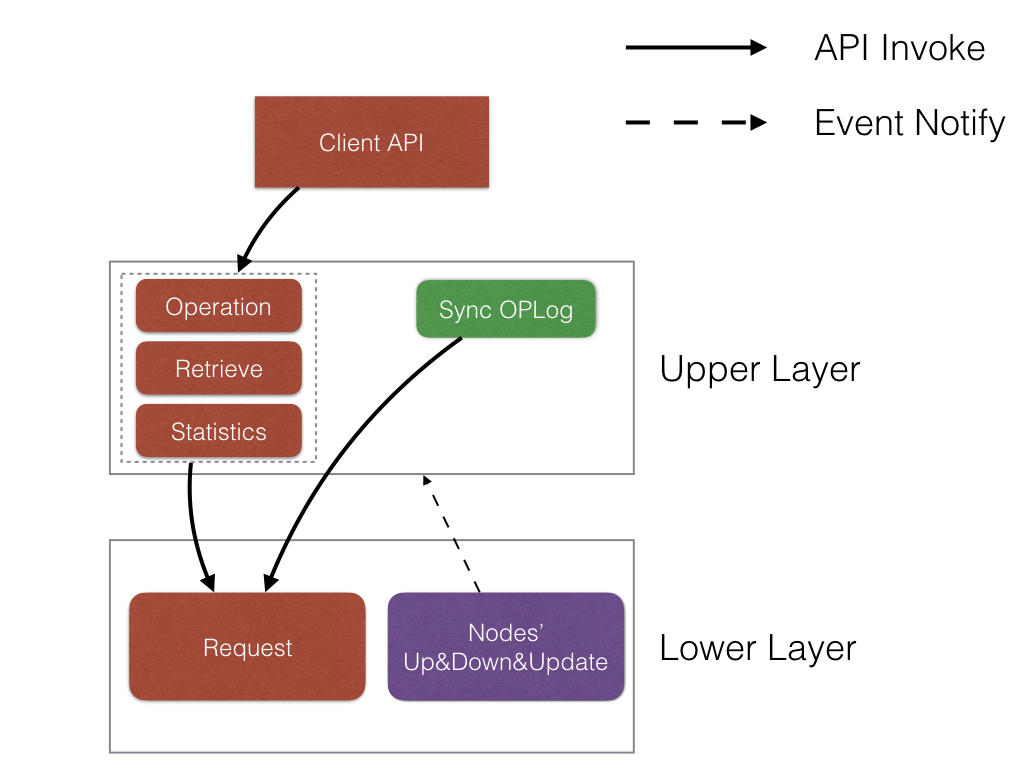 API Invoke
Event Notify
Client API
Operation
Sync OPLog
Retrieve
Statistics
Upper Layer
Request
Nodes’
Up&Down&Update
Lower Layer